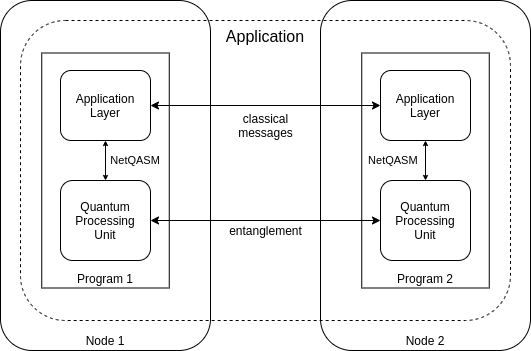 Application
Application
Layer
Application
Layer
classical
messages
NetQASM
NetQASM
Quantum
Processing
Unit
Quantum
Processing
Unit
entanglement
Program 1
Program 2
Node 1
Node 2